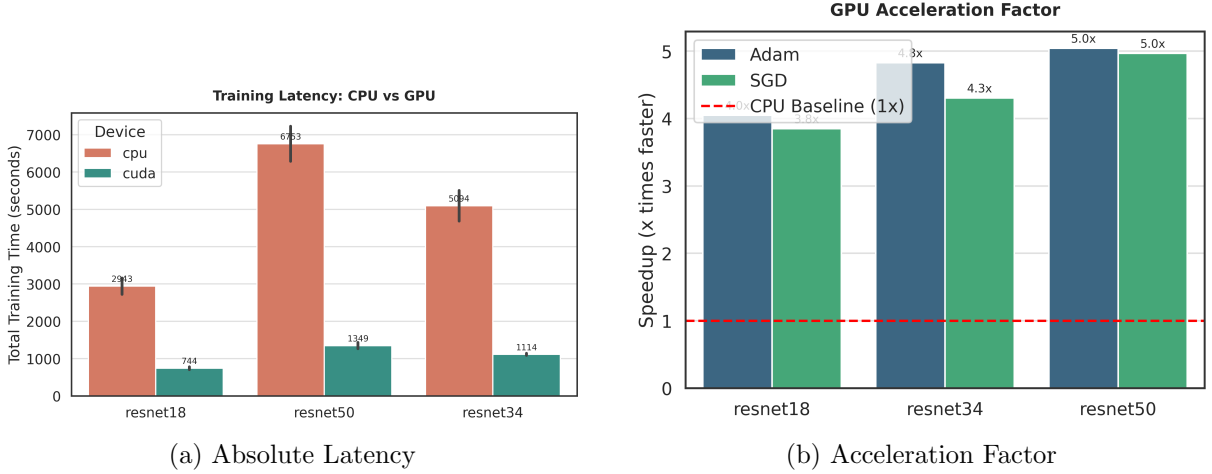 Training Latency: CPU vs GPU
Total Training Time (seconds)
7000
6000
5000
4000
3000
2000
1000
0
Device
cpu
cuda
2943
744
6753
1349
5094
1114
resnet18 resnet50 resnet34
(a) Absolute Latency
GPU Acceleration Factor
Speedup (x times faster)
5
4
3
2
1
0
Adam
SGD
CPU Baseline (1x)
4.0x
3.8x
4.8x
4.3x
5.0x
5.0x
resnet18 resnet34 resnet50
(b) Acceleration Factor